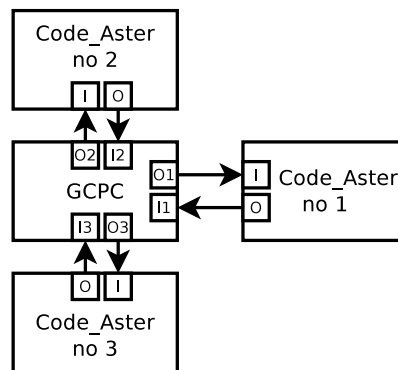 Code_Aster
no 2
I O
O2 I2
O1 I
GCPC
Code_Aster
I1 O
no 1
I3 O3
O I
Code_Aster
no 3